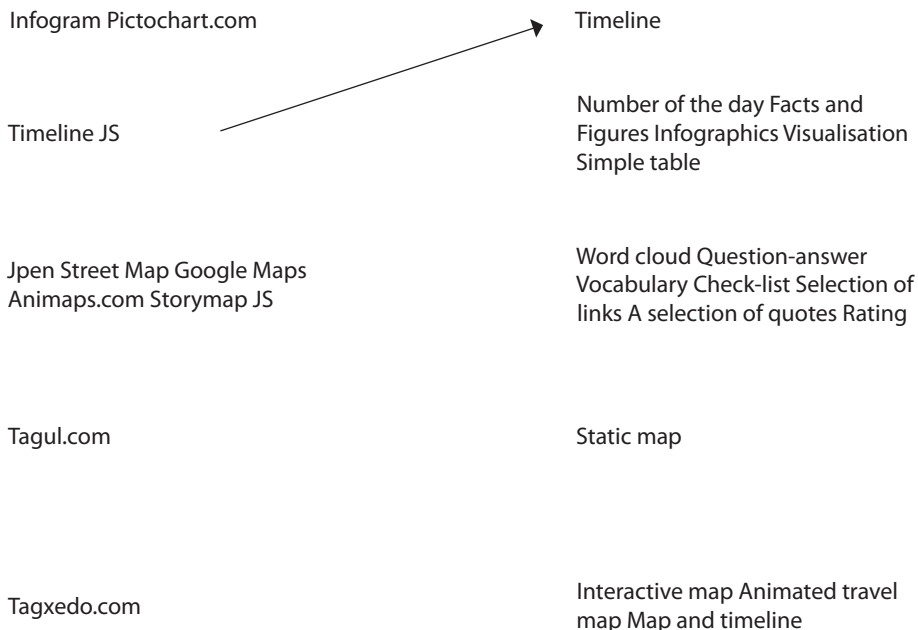 Infogram Pictochart.com
Timeline
Timeline JS
Number of the day Facts and
Figures Infographics Visualisation
Simple table
Jpen Street Map Google Maps
Animaps.com Storymap JS
Word cloud Question-answer
Vocabulary Check-list Selection of
links A selection of quotes Rating
Tagul.com
Static map
Tagxedo.com
Interactive map Animated travel
map Map and timeline